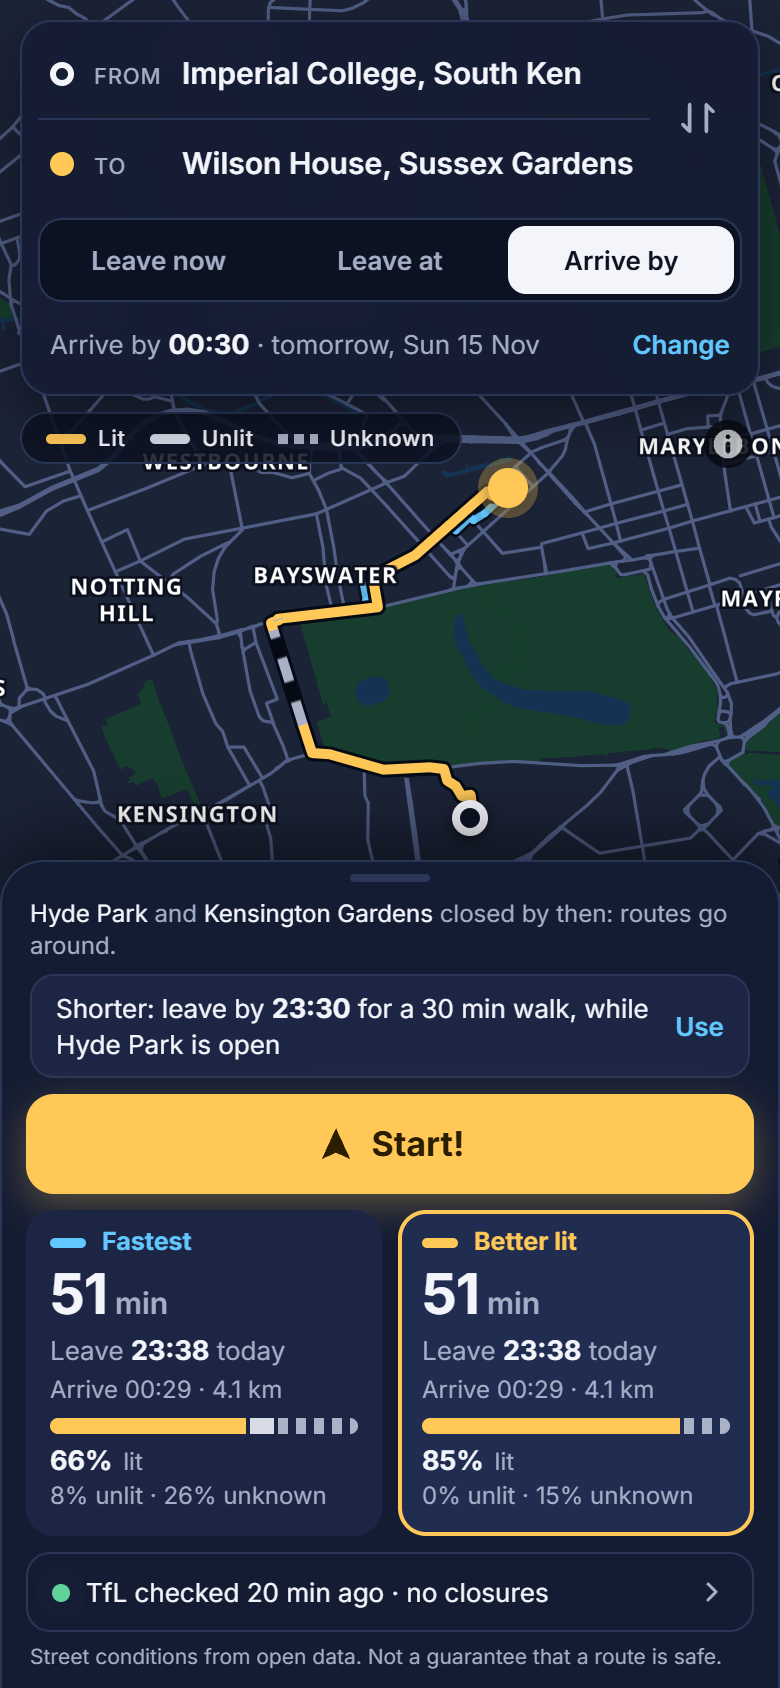 FROM Imperial College, South Ken
TO Wilson House, Sussex Gardens
Leave now Leave at Arrive by
Arrive by 00:30 · tomorrow, Sun 15 Nov Change
Lit Unlit Unknown
WESTBOURNE
BAYSWATER
NOTTING
HILL
KENSINGTON
Hyde Park and Kensington Gardens closed by then: routes go
around.
Shorter: leave by 23:30 for a 30 min walk, while
Hyde Park is open
Use
Start!
Fastest
51 min
Leave 23:38 today
Arrive 00:29 · 4.1 km
66% lit
8% unlit · 26% unknown
Better lit
51 min
Leave 23:38 today
Arrive 00:29 · 4.1 km
85% lit
0% unlit · 15% unknown
TfL checked 20 min ago · no closures
Street conditions from open data. Not a guarantee that a route is safe.